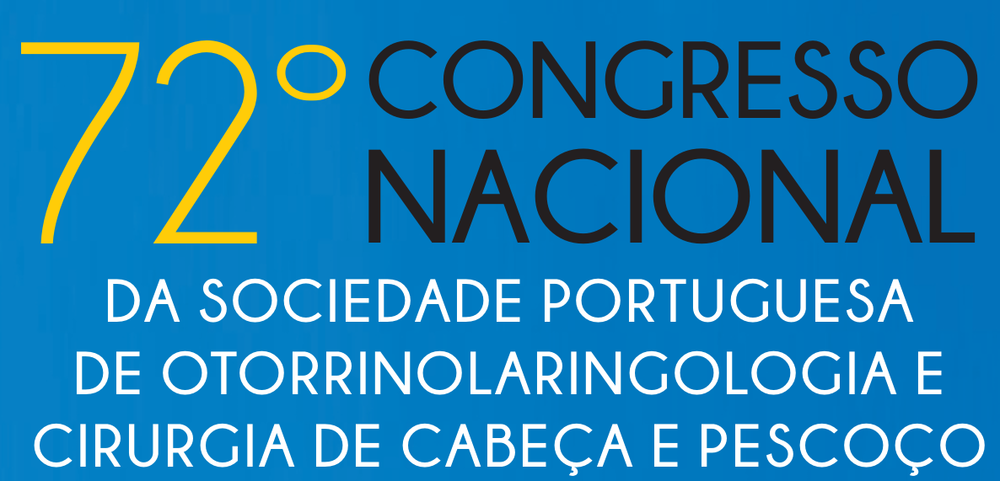 72º CONGRESSO
NACIONAL
DA SOCIEDADE PORTUGUESA
DE OTORRINOLARINGOLOGIA E
CIRURGIA DE CABEÇA E PESCOÇO